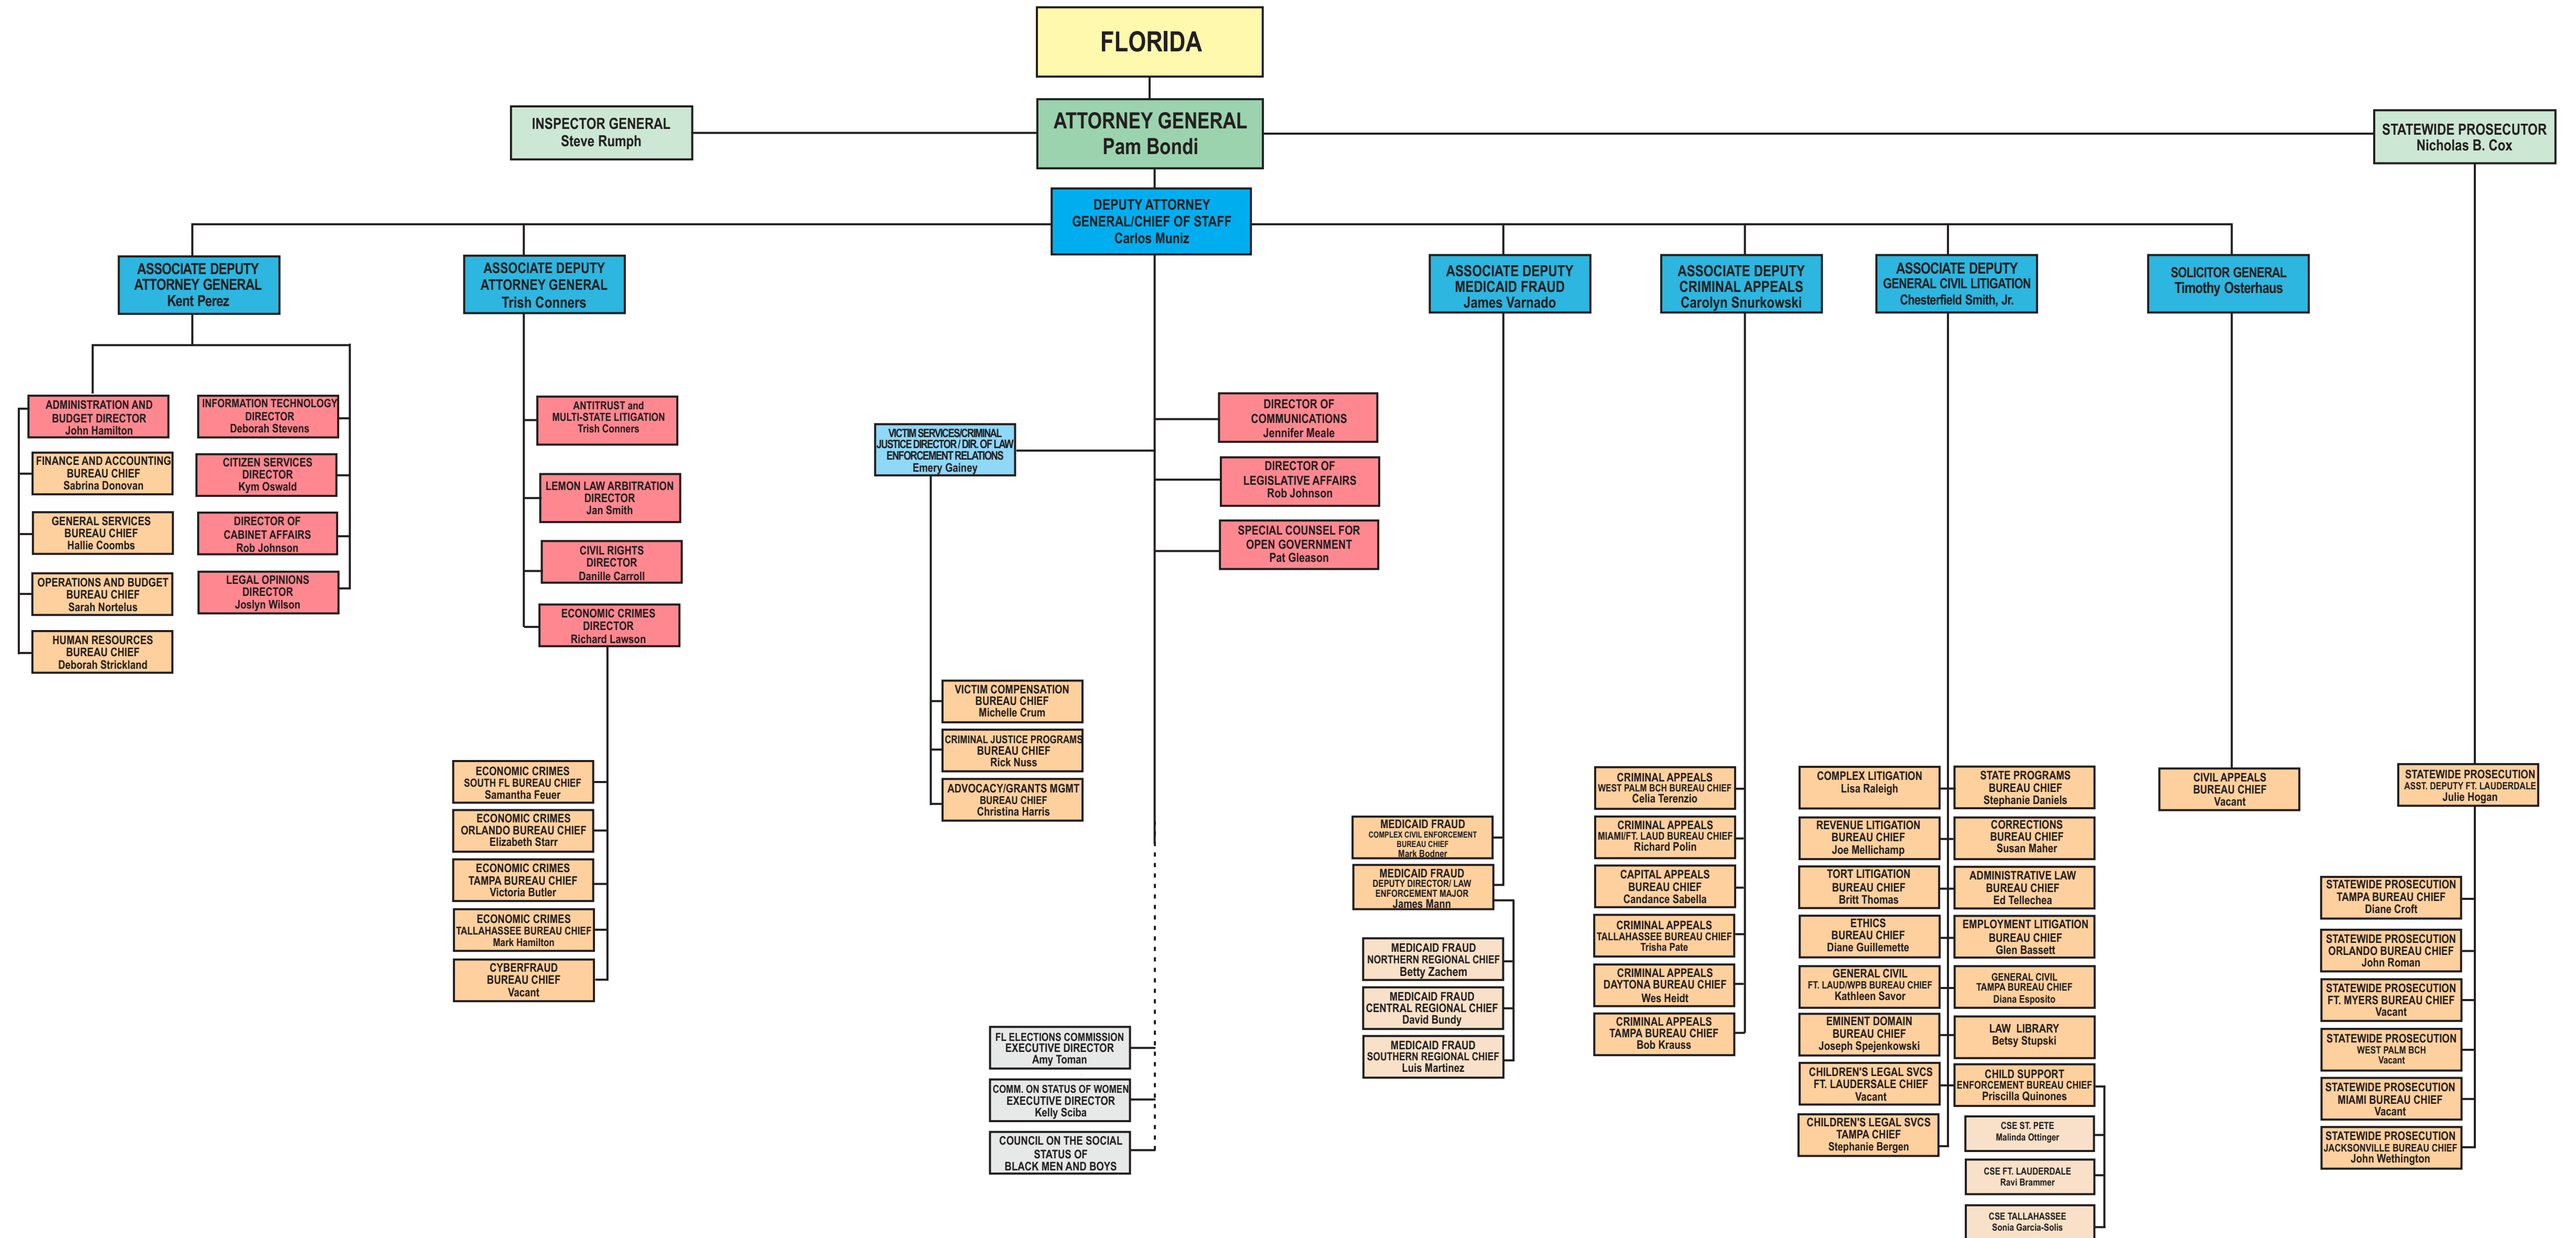 FLORIDA
ATTORNEY GENERAL
Pam Bondi
INSPECTOR GENERAL
Steve Rumph
STATEWIDE PROSECUTOR
Nicholas B. Cox
DEPUTY ATTORNEY
GENERAL/CHIEF OF STAFF
Carlos Muniz
ASSOCIATE DEPUTY
ATTORNEY GENERAL
Kent Perez
ASSOCIATE DEPUTY
ATTORNEY GENERAL
Trish Conners
ASSOCIATE DEPUTY
MEDICAID FRAUD
James Varnado
ASSOCIATE DEPUTY
CRIMINAL APPEALS
Carolyn Snurkowski
ASSOCIATE DEPUTY
GENERAL CIVIL LITIGATION
Chesterfield Smith, Jr.
SOLICITOR GENERAL
Timothy Osterhaus
ADMINISTRATION AND
BUDGET DIRECTOR
John Hamilton
FINANCE AND ACCOUNTING
BUREAU CHIEF
Sabrina Donovan
GENERAL SERVICES
BUREAU CHIEF
Hallie Coombs
OPERATIONS AND BUDGET
BUREAU CHIEF
Sarah Nortelus
HUMAN RESOURCES
BUREAU CHIEF
Deborah Strickland
INFORMATION TECHNOLOGY
DIRECTOR
Deborah Stevens
CITIZEN SERVICES
DIRECTOR
Kym Oswald
DIRECTOR OF
CABINET AFFAIRS
Rob Johnson
LEGAL OPINIONS
DIRECTOR
Joslyn Wilson
ANTITRUST and
MULTI-STATE LITIGATION
Trish Conners
LEMON LAW ARBITRATION
DIRECTOR
Jan Smith
CIVIL RIGHTS
DIRECTOR
Danille Carroll
ECONOMIC CRIMES
DIRECTOR
Richard Lawson
ECONOMIC CRIMES
SOUTH FL BUREAU CHIEF
Samantha Feuer
ECONOMIC CRIMES
ORLANDO BUREAU CHIEF
Elizabeth Starr
ECONOMIC CRIMES
TAMPA BUREAU CHIEF
Victoria Butler
ECONOMIC CRIMES
TALLAHASSEE BUREAU CHIEF
Mark Hamilton
CYBERFRAUD
BUREAU CHIEF
Vacant
VICTIM SERVICES/CRIMINAL
JUSTICE DIRECTOR / DIR. OF LAW
ENFORCEMENT RELATIONS
Emery Gainey
VICTIM COMPENSATION
BUREAU CHIEF
Michelle Crum
CRIMINAL JUSTICE PROGRAMS
BUREAU CHIEF
Rick Nuss
ADVOCACY/GRANTS MGMT
BUREAU CHIEF
Christina Harris
DIRECTOR OF
COMMUNICATIONS
Jennifer Meale
DIRECTOR OF
LEGISLATIVE AFFAIRS
Rob Johnson
SPECIAL COUNSEL FOR
OPEN GOVERNMENT
Pat Gleason
FL ELECTIONS COMMISSION
EXECUTIVE DIRECTOR
Amy Toman
COMM. ON STATUS OF WOMEN
EXECUTIVE DIRECTOR
Kelly Sciba
COUNCIL ON THE SOCIAL
STATUS OF
BLACK MEN AND BOYS
MEDICAID FRAUD
COMPLEX CIVIL ENFORCEMENT
BUREAU CHIEF
Mark Bodner
MEDICAID FRAUD
DEPUTY DIRECTOR/ LAW
ENFORCEMENT MAJOR
James Mann
MEDICAID FRAUD
NORTHERN REGIONAL CHIEF
Betty Zachem
MEDICAID FRAUD
CENTRAL REGIONAL CHIEF
David Bundy
MEDICAID FRAUD
SOUTHERN REGIONAL CHIEF
Luis Martinez
CRIMINAL APPEALS
WEST PALM BCH BUREAU CHIEF
Celia Terenzio
CRIMINAL APPEALS
MIAMI/FT. LAUD BUREAU CHIEF
Richard Polin
CAPITAL APPEALS
BUREAU CHIEF
Candance Sabella
CRIMINAL APPEALS
TALLAHASSEE BUREAU CHIEF
Trisha Pate
CRIMINAL APPEALS
DAYTONA BUREAU CHIEF
Wes Heidt
CRIMINAL APPEALS
TAMPA BUREAU CHIEF
Bob Krauss
COMPLEX LITIGATION
Lisa Raleigh
REVENUE LITIGATION
BUREAU CHIEF
Joe Mellichamp
TORT LITIGATION
BUREAU CHIEF
Britt Thomas
ETHICS
BUREAU CHIEF
Diane Guillemette
GENERAL CIVIL
FT. LAUD/WPB BUREAU CHIEF
Kathleen Savor
EMINENT DOMAIN
BUREAU CHIEF
Joseph Spejenkowski
CHILDREN'S LEGAL SVCS
FT. LAUDERSALE CHIEF
Vacant
CHILDREN'S LEGAL SVCS
TAMPA CHIEF
Stephanie Bergen
STATE PROGRAMS
BUREAU CHIEF
Stephanie Daniels
CORRECTIONS
BUREAU CHIEF
Susan Maher
ADMINISTRATIVE LAW
BUREAU CHIEF
Ed Tellechea
EMPLOYMENT LITIGATION
BUREAU CHIEF
Glen Bassett
GENERAL CIVIL
TAMPA BUREAU CHIEF
Diana Esposito
LAW LIBRARY
Betsy Stupski
CHILD SUPPORT
ENFORCEMENT BUREAU CHIEF
Priscilla Quinones
CSE ST. PETE
Malinda Ottinger
CSE FT. LAUDERDALE
Ravi Brammer
CSE TALLAHASSEE
Sonia Garcia-Solis
CIVIL APPEALS
BUREAU CHIEF
Vacant
STATEWIDE PROSECUTION
ASST. DEPUTY FT. LAUDERDALE
Julie Hogan
STATEWIDE PROSECUTION
TAMPA BUREAU CHIEF
Diane Croft
STATEWIDE PROSECUTION
ORLANDO BUREAU CHIEF
John Roman
STATEWIDE PROSECUTION
FT. MYERS BUREAU CHIEF
Vacant
STATEWIDE PROSECUTION
WEST PALM BCH
Vacant
STATEWIDE PROSECUTION
MIAMI BUREAU CHIEF
Vacant
STATEWIDE PROSECUTION
JACKSONVILLE BUREAU CHIEF
John Wethington